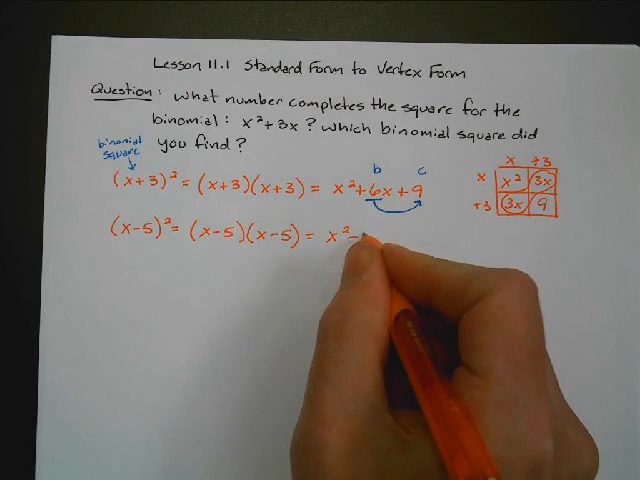 Lesson 11.1 Standard Form to Vertex Form
Question: What number completes the square for the
binomial: x²+3x? Which binomial square did
you find?
binomial
square
b c
(x+3)² = (x+3)(x+3) = x²+6x+9
(x-5)² = (x-5)(x-5) = x²-
x +3
x x² 3x
+3 3x 9